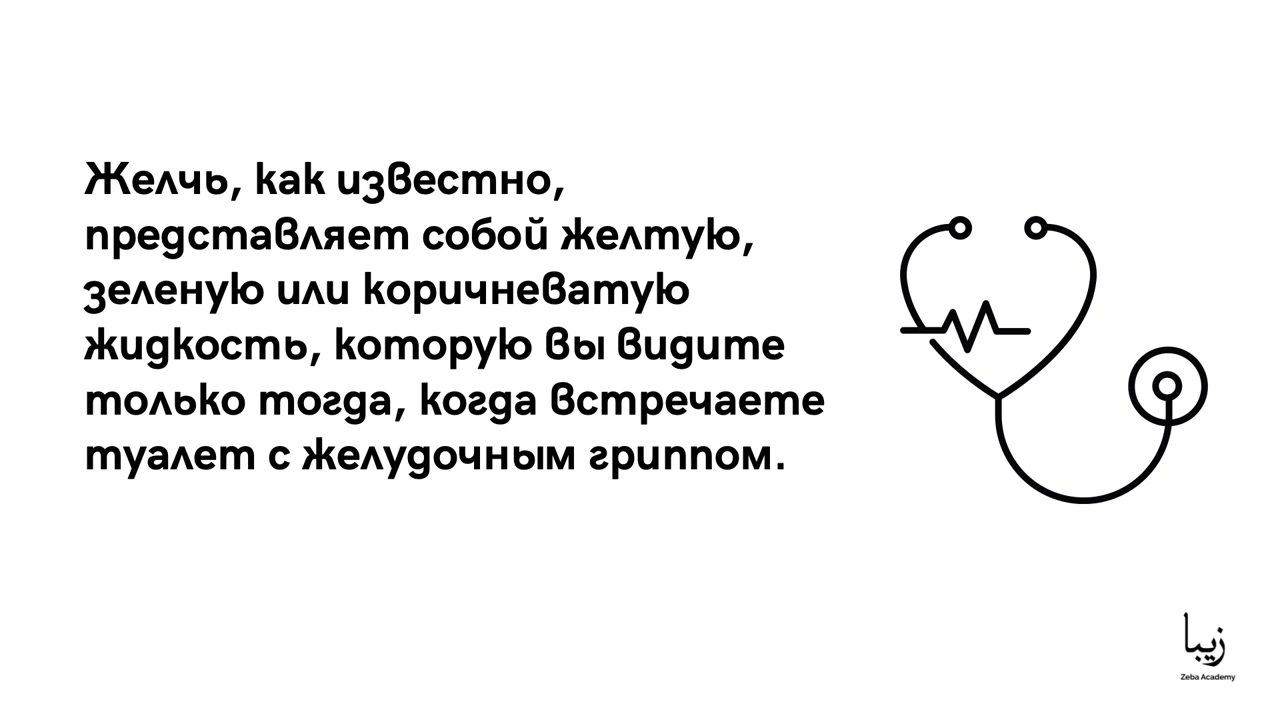 Желчь, как известно,
представляет собой желтую,
зеленую или коричневатую
жидкость, которую вы видите
только тогда, когда встречаете
туалет с желудочным гриппом.
زیبا
Zeba Academy